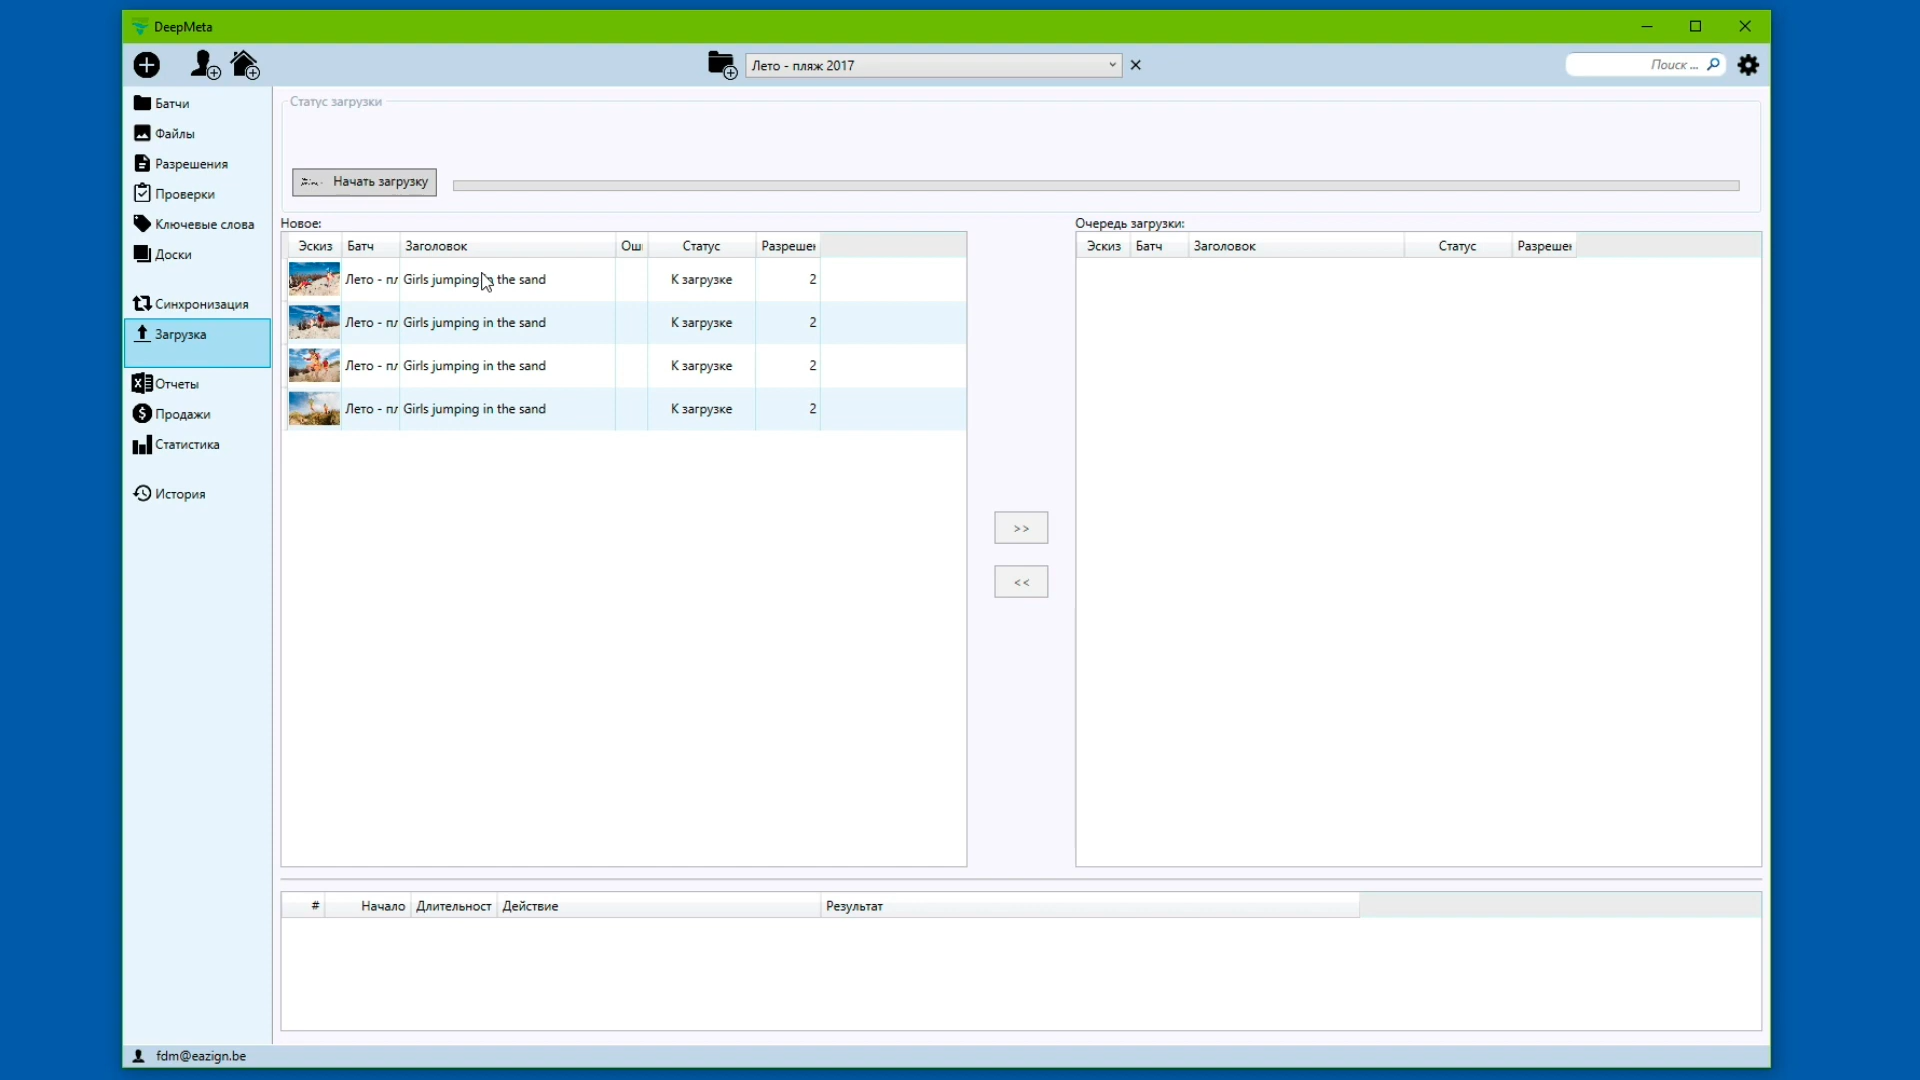 DeepMeta
Лето - пляж 2017
Поиск ...
Батчи
Файлы
Разрешения
Проверки
Ключевые слова
Доски
Синхронизация
Загрузка
Отчеты
Продажи
Статистика
История
Статус загрузки
Начать загрузку
Новое:
Эскиз Батч Заголовок Ош Статус Разрешен
Лето - пл Girls jumping in the sand К загрузке 2
Лето - пл Girls jumping in the sand К загрузке 2
Лето - пл Girls jumping in the sand К загрузке 2
Лето - пл Girls jumping in the sand К загрузке 2
>>
<<
Очередь загрузки:
Эскиз Батч Заголовок Статус Разрешен
# Начало Длительност Действие Результат
fdm@eazign.be